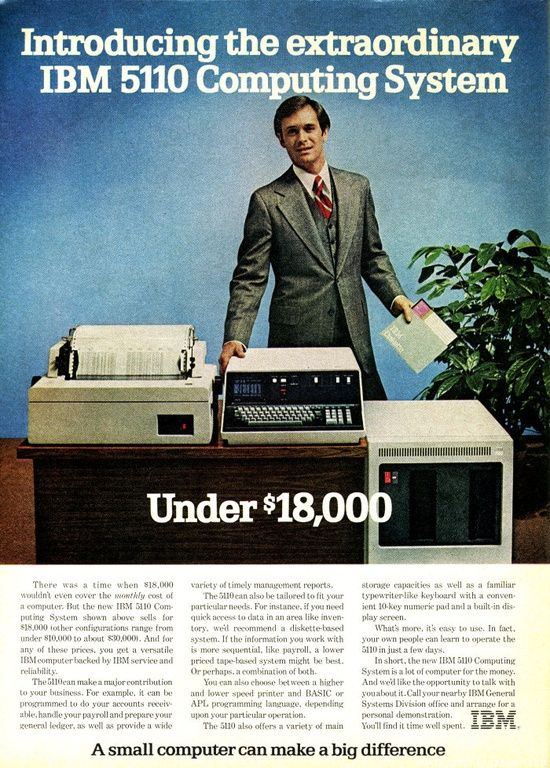 Introducing the extraordinary
IBM 5110 Computing System
Under $18,000
There was a time when $18,000
wouldn't even cover the monthly cost of
a computer. But the new IBM 5110 Com-
puting System shown above sells for
$18,000 (other configurations range from
under $10,000 to about $30,000). And for
any of these prices, you get a versatile
IBM computer backed by IBM service and
reliability.
The 5110 can make a major contribution
to your business. For example, it can be
programmed to do your accounts receiv-
able, handle your payroll and prepare your
general ledger, as well as provide a wide
variety of timely management reports.
The 5110 can also be tailored to fit your
particular needs. For instance, if you need
quick access to data in an area like inven-
tory, we'll recommend a diskette-based
system. If the information you work with
is more sequential, like payroll, a lower
priced tape-based system might be best.
Or perhaps, a combination of both.
You can also choose between a higher
and lower speed printer and BASIC or
APL programming language, depending
upon your particular operation.
The 5110 also offers a variety of main
storage capacities as well as a familiar
typewriter-like keyboard with a conven-
ient 10-key numeric pad and a built-in dis-
play screen.
What's more, it's easy to use. In fact,
your own people can learn to operate the
5110 in just a few days.
In short, the new IBM 5110 Computing
System is a lot of computer for the money.
And we'd like the opportunity to talk with
you about it. Call your nearby IBM General
Systems Division office and arrange for a
personal demonstration.
You'll find it time well spent.
IBM®
A small computer can make a big difference